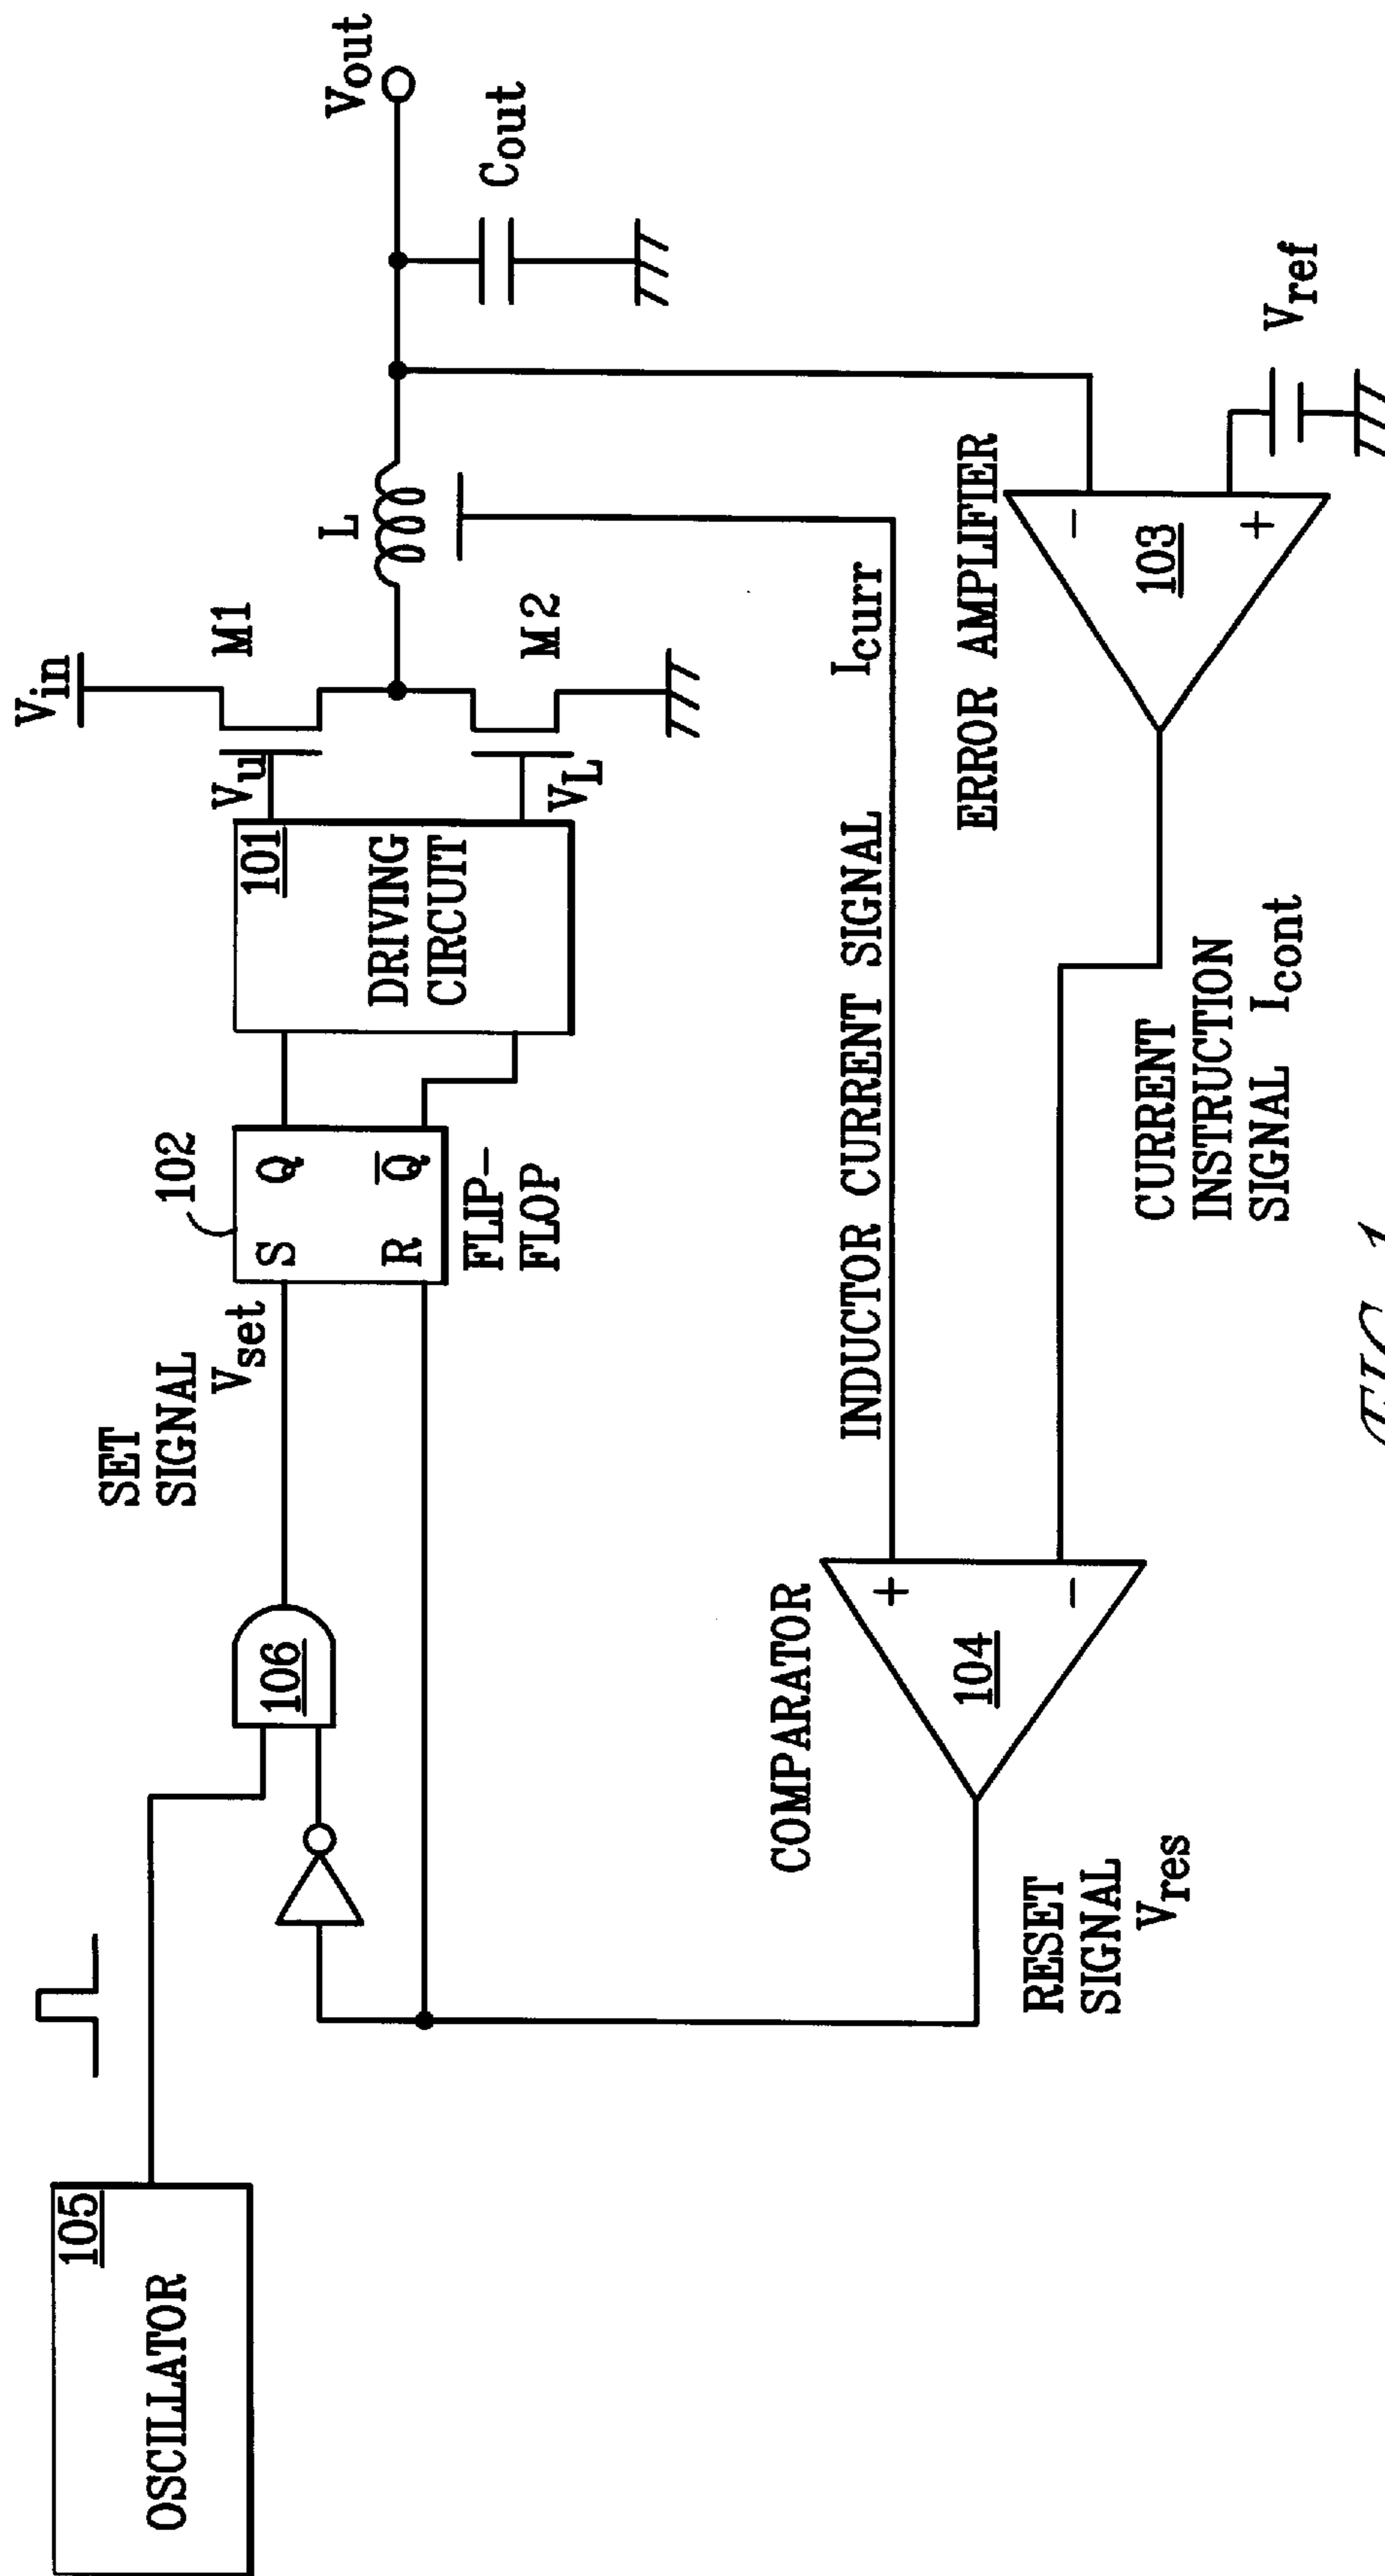 105
OSCILLATOR
106
SET
SIGNAL
Vset
102
S Q
R Q̅
FLIP-
FLOP
101
DRIVING
CIRCUIT
Vu
VL
Vin
M1
M2
L
Vout
Cout
COMPARATOR
+
104
-
RESET
SIGNAL
Vres
INDUCTOR CURRENT SIGNAL Icurr
CURRENT
INSTRUCTION
SIGNAL Icont
ERROR AMPLIFIER
-
103
+
Vref